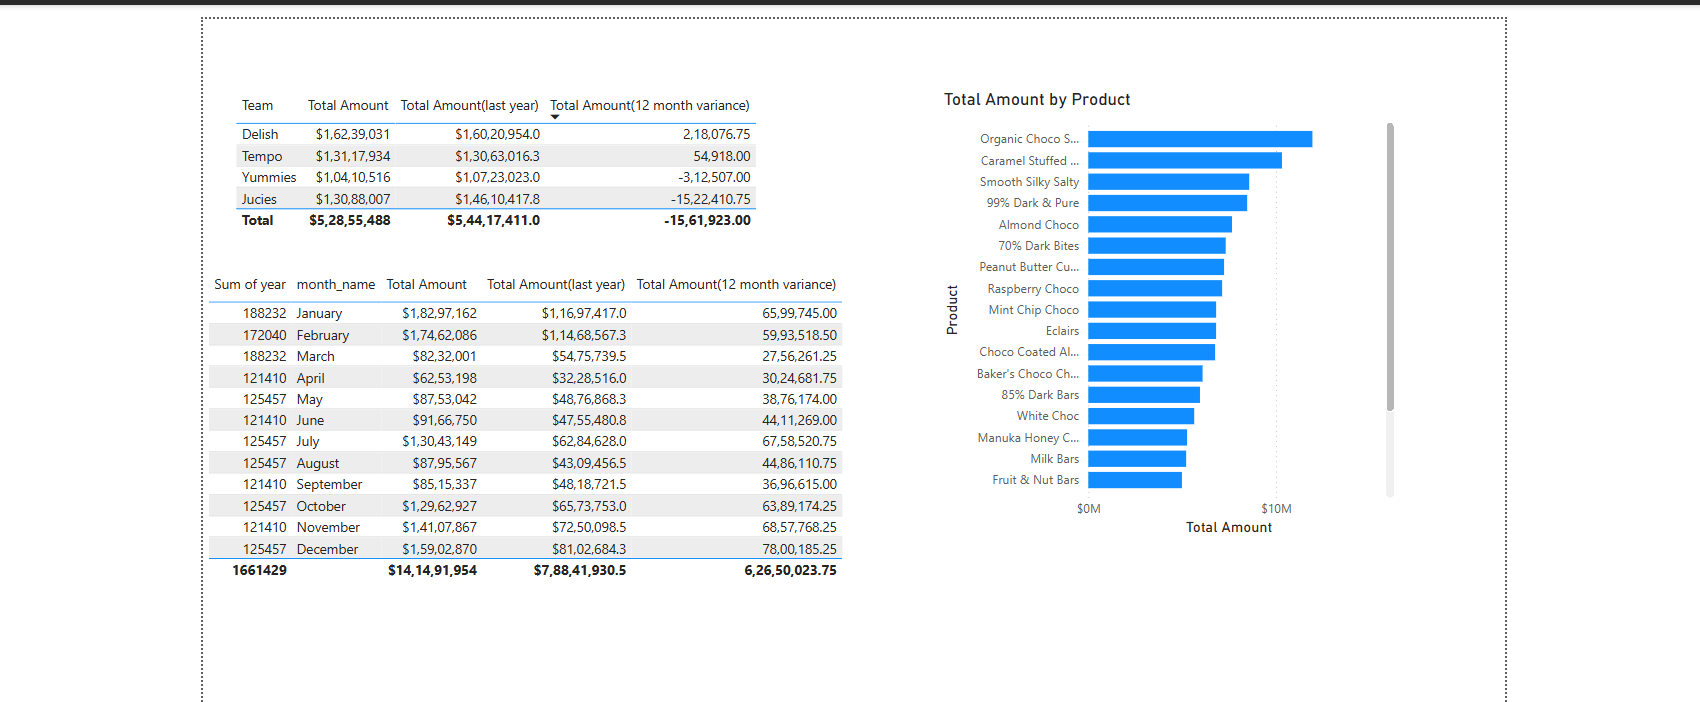 Team Total Amount Total Amount(last year) Total Amount(12 month variance)
Delish $1,62,39,031 $1,60,20,954.0 2,18,076.75
Tempo $1,31,17,934 $1,30,63,016.3 54,918.00
Yummies $1,04,10,516 $1,07,23,023.0 -3,12,507.00
Jucies $1,30,88,007 $1,46,10,417.8 -15,22,410.75
Total $5,28,55,488 $5,44,17,411.0 -15,61,923.00
Sum of year month_name Total Amount Total Amount(last year) Total Amount(12 month variance)
188232 January $1,82,97,162 $1,16,97,417.0 65,99,745.00
172040 February $1,74,62,086 $1,14,68,567.3 59,93,518.50
188232 March $82,32,001 $54,75,739.5 27,56,261.25
121410 April $62,53,198 $32,28,516.0 30,24,681.75
125457 May $87,53,042 $48,76,868.3 38,76,174.00
121410 June $91,66,750 $47,55,480.8 44,11,269.00
125457 July $1,30,43,149 $62,84,628.0 67,58,520.75
125457 August $87,95,567 $43,09,456.5 44,86,110.75
121410 September $85,15,337 $48,18,721.5 36,96,615.00
125457 October $1,29,62,927 $65,73,753.0 63,89,174.25
121410 November $1,41,07,867 $72,50,098.5 68,57,768.25
125457 December $1,59,02,870 $81,02,684.3 78,00,185.25
1661429 $14,14,91,954 $7,88,41,930.5 6,26,50,023.75
Total Amount by Product
Product
Organic Choco S...
Caramel Stuffed ...
Smooth Silky Salty
99% Dark & Pure
Almond Choco
70% Dark Bites
Peanut Butter Cu...
Raspberry Choco
Mint Chip Choco
Eclairs
Choco Coated Al...
Baker's Choco Ch...
85% Dark Bars
White Choc
Manuka Honey C...
Milk Bars
Fruit & Nut Bars
$0M $10M
Total Amount